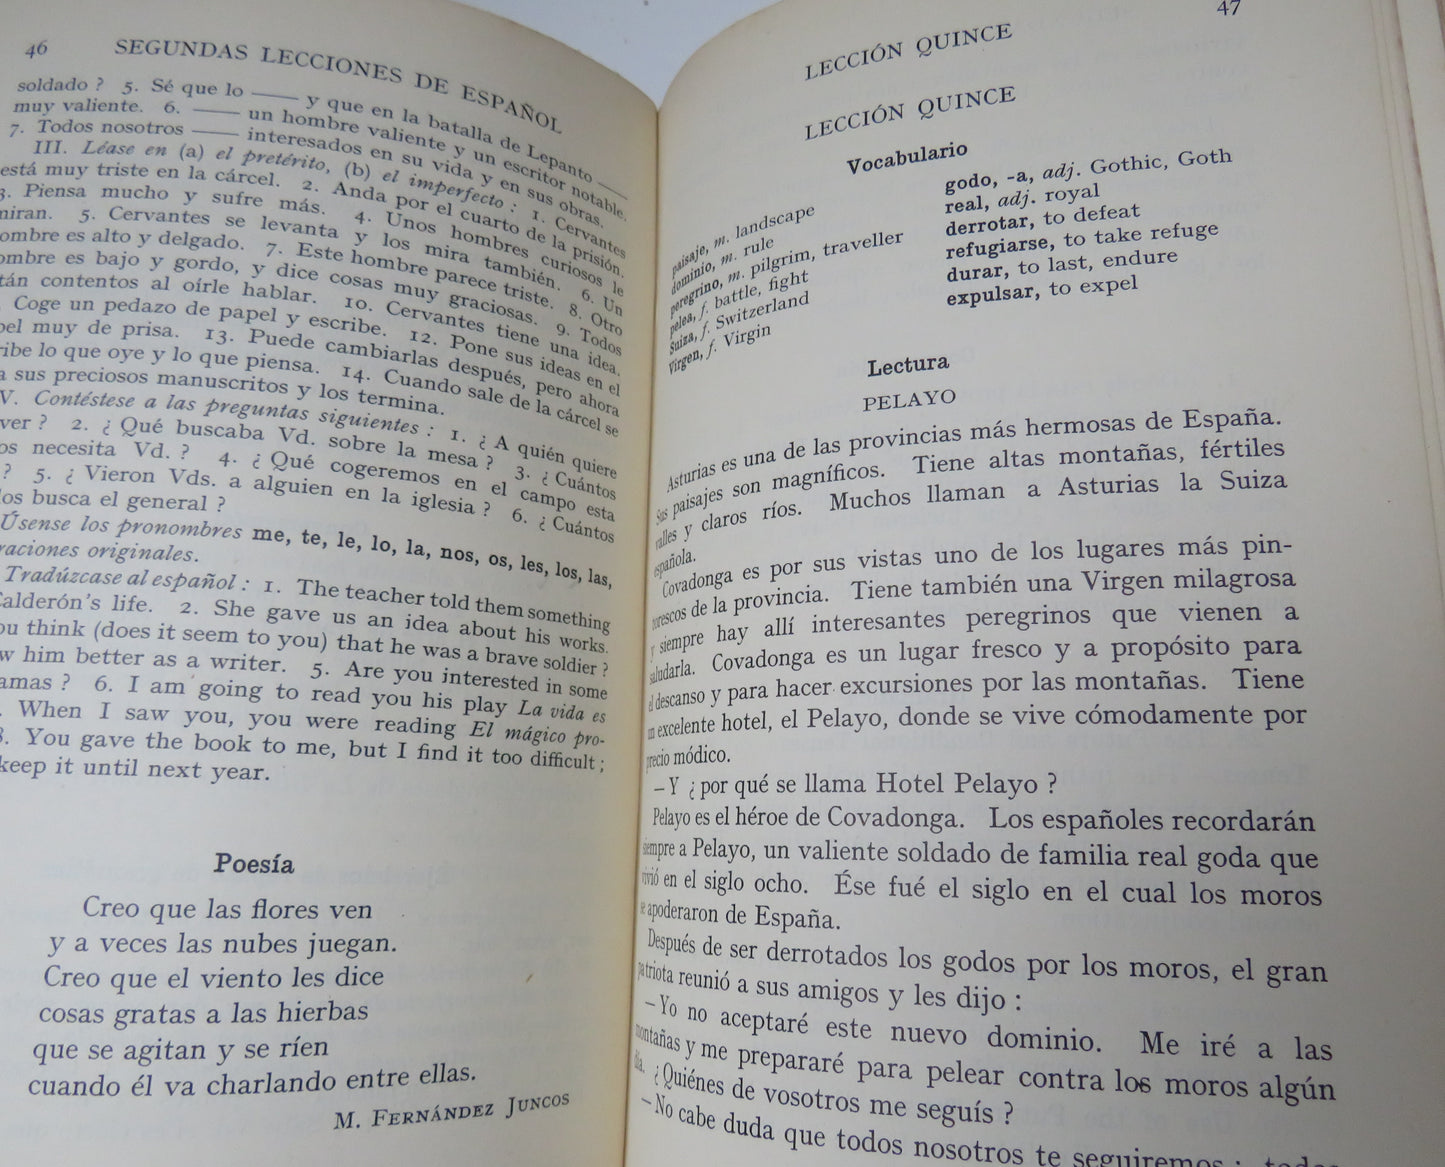 46
SEGUNDAS LECCIONES DE ESPAÑOL
soldado ? 5. Sé que lo —— y que en la batalla de Lepanto ——
muy valiente. 6. —— un hombre valiente y un escritor notable.
7. Todos nosotros —— interesados en su vida y en sus obras.
III. Léase en (a) el pretérito, (b) el imperfecto : 1. Cervantes
está muy triste en la cárcel. 2. Anda por el cuarto de la prisión.
3. Piensa mucho y sufre más. 4. Unos hombres curiosos le
miran. 5. Cervantes se levanta y los mira también. 6. Un
ombre es alto y delgado. 7. Este hombre parece triste. 8. Otro
ombre es bajo y gordo, y dice cosas muy graciosas. 9. Todos
tán contentos al oírle hablar. 10. Cervantes tiene una idea.
. Coge un pedazo de papel y escribe. 12. Pone sus ideas en el
pel muy de prisa. 13. Puede cambiarlas después, pero ahora
ribe lo que oye y lo que piensa. 14. Cuando sale de la cárcel se
a sus preciosos manuscritos y los termina.
V. Contéstese a las preguntas siguientes : 1. ¿ A quién quiere
ver ? 2. ¿ Qué buscaba Vd. sobre la mesa ? 3. ¿ Cuántos
os necesita Vd. ? 4. ¿ Qué cogeremos en el campo esta
? 5. ¿ Vieron Vds. a alguien en la iglesia ? 6. ¿ Cuántos
los busca el general ?
Úsense los pronombres me, te, le, lo, la, nos, os, les, los, las,
raciones originales.
Tradúzcase al español : 1. The teacher told them something
Calderón's life. 2. She gave us an idea about his works.
ou think (does it seem to you) that he was a brave soldier ?
w him better as a writer. 5. Are you interested in some
amas ? 6. I am going to read you his play La vida es
. When I saw you, you were reading El mágico pro-
8. You gave the book to me, but I find it too difficult ;
keep it until next year.
Poesía
Creo que las flores ven
y a veces las nubes juegan.
Creo que el viento les dice
cosas gratas a las hierbas
que se agitan y se ríen
cuando él va charlando entre ellas.
M. FERNÁNDEZ JUNCOS
LECCIÓN QUINCE
47
LECCIÓN QUINCE
Vocabulario
paisaje, m. landscape
dominio, m. rule
peregrino, m. pilgrim, traveller
pelea, f. battle, fight
Suiza, f. Switzerland
Virgen, f. Virgin
godo, -a, adj. Gothic, Goth
real, adj. royal
derrotar, to defeat
refugiarse, to take refuge
durar, to last, endure
expulsar, to expel
Lectura
PELAYO
Asturias es una de las provincias más hermosas de España.
Sus paisajes son magníficos. Tiene altas montañas, fértiles
valles y claros ríos. Muchos llaman a Asturias la Suiza
española.
Covadonga es por sus vistas uno de los lugares más pin-
torescos de la provincia. Tiene también una Virgen milagrosa
y siempre hay allí interesantes peregrinos que vienen a
saludarla. Covadonga es un lugar fresco y a propósito para
el descanso y para hacer excursiones por las montañas. Tiene
un excelente hotel, el Pelayo, donde se vive cómodamente por
precio módico.
—Y ¿ por qué se llama Hotel Pelayo ?
Pelayo es el héroe de Covadonga. Los españoles recordarán
siempre a Pelayo, un valiente soldado de familia real goda que
vivió en el siglo ocho. Ése fué el siglo en el cual los moros
se apoderaron de España.
Después de ser derrotados los godos por los moros, el gran
patriota reunió a sus amigos y les dijo :
—Yo no aceptaré este nuevo dominio. Me iré a las
montañas y me prepararé para pelear contra los moros algún
día. ¿ Quiénes de vosotros me seguís ?
—No cabe duda que todos nosotros te seguiremos ; todos